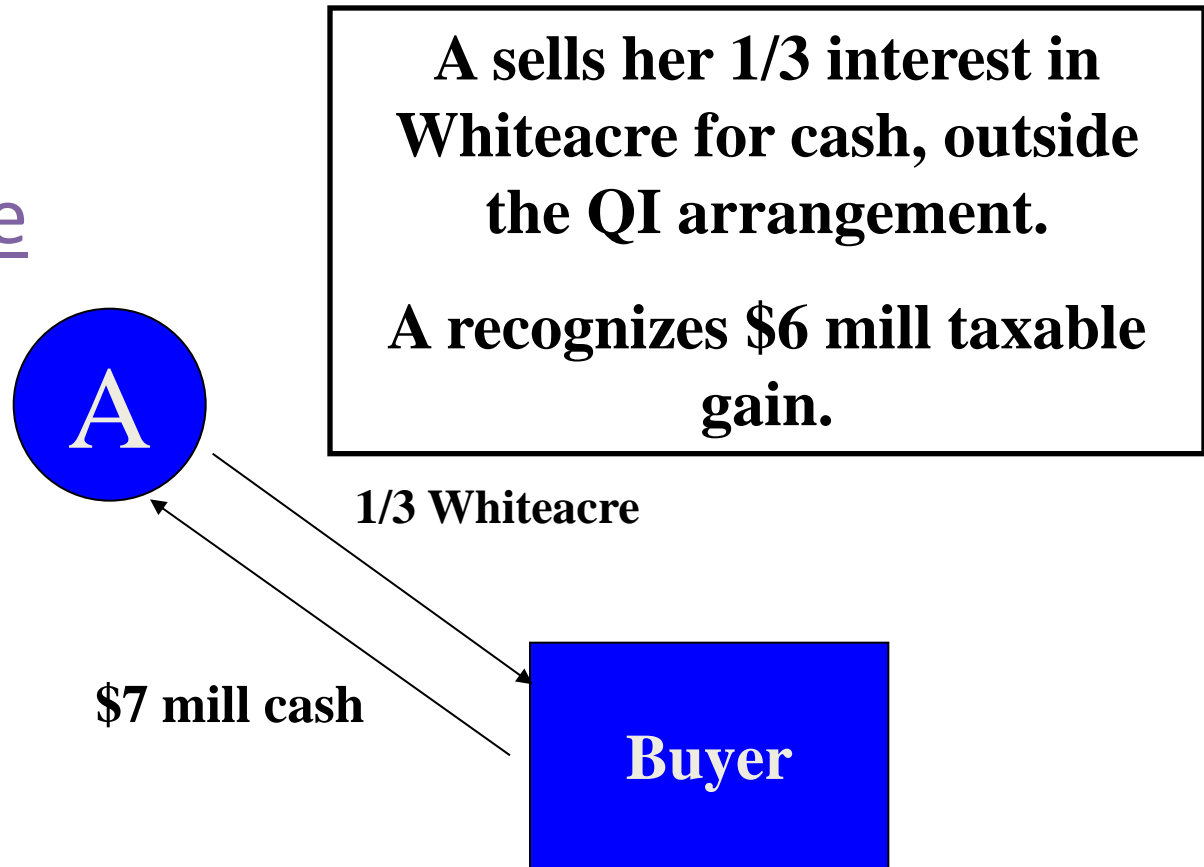 A sells her 1/3 interest in
Whiteacre for cash, outside
the QI arrangement.
A recognizes $6 mill taxable
gain.
e
A
1/3 Whiteacre
$7 mill cash
Buyer